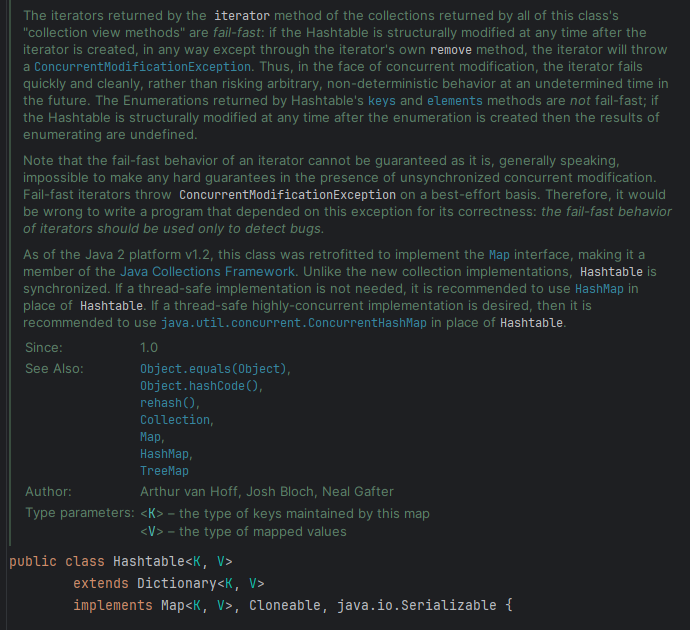 The iterators returned by the iterator method of the collections returned by all of this class's
"collection view methods" are fail-fast: if the Hashtable is structurally modified at any time after the
iterator is created, in any way except through the iterator's own remove method, the iterator will throw
a ConcurrentModificationException. Thus, in the face of concurrent modification, the iterator fails
quickly and cleanly, rather than risking arbitrary, non-deterministic behavior at an undetermined time in
the future. The Enumerations returned by Hashtable's keys and elements methods are not fail-fast; if
the Hashtable is structurally modified at any time after the enumeration is created then the results of
enumerating are undefined.
Note that the fail-fast behavior of an iterator cannot be guaranteed as it is, generally speaking,
impossible to make any hard guarantees in the presence of unsynchronized concurrent modification.
Fail-fast iterators throw ConcurrentModificationException on a best-effort basis. Therefore, it would
be wrong to write a program that depended on this exception for its correctness: the fail-fast behavior
of iterators should be used only to detect bugs.
As of the Java 2 platform v1.2, this class was retrofitted to implement the Map interface, making it a
member of the Java Collections Framework. Unlike the new collection implementations, Hashtable is
synchronized. If a thread-safe implementation is not needed, it is recommended to use HashMap in
place of Hashtable. If a thread-safe highly-concurrent implementation is desired, then it is
recommended to use java.util.concurrent.ConcurrentHashMap in place of Hashtable.
Since: 1.0
See Also: Object.equals(Object),
Object.hashCode(),
rehash(),
Collection,
Map,
HashMap,
TreeMap
Author: Arthur van Hoff, Josh Bloch, Neal Gafter
Type parameters: <K> – the type of keys maintained by this map
<V> – the type of mapped values
public class Hashtable<K, V>
extends Dictionary<K, V>
implements Map<K, V>, Cloneable, java.io.Serializable {